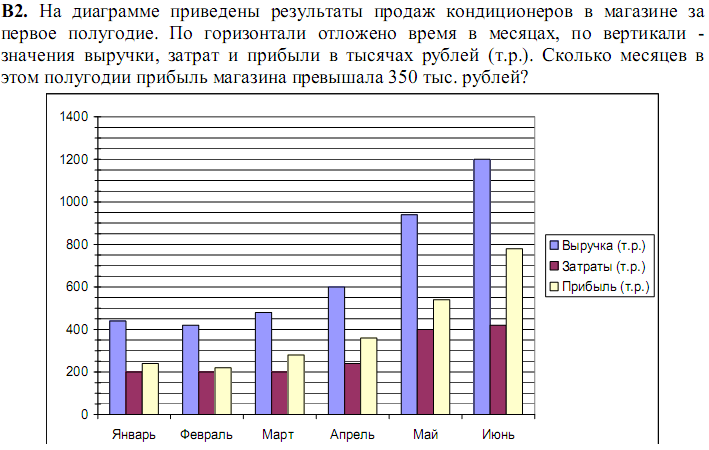 В2. На диаграмме приведены результаты продаж кондиционеров в магазине за
первое полугодие. По горизонтали отложено время в месяцах, по вертикали -
значения выручки, затрат и прибыли в тысячах рублей (т.р.). Сколько месяцев в
этом полугодии прибыль магазина превышала 350 тыс. рублей?
1400
1200
1000
800
600
400
200
0
Выручка (т.р.)
Затраты (т.р.)
Прибыль (т.р.)
Январь Февраль Март Апрель Май Июнь